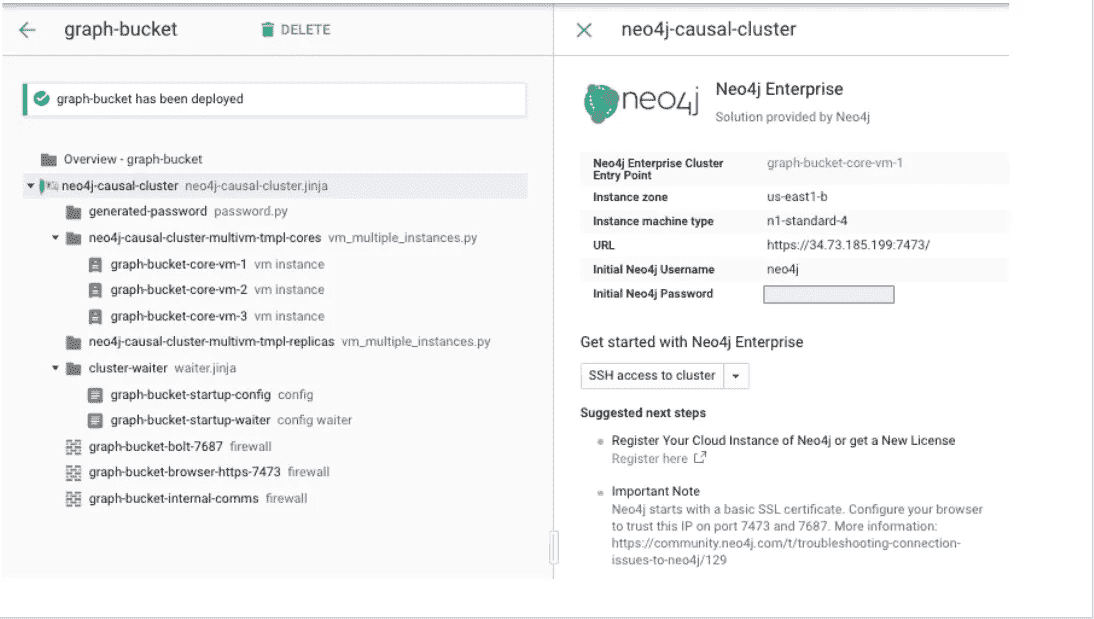 graph-bucket
DELETE
graph-bucket has been deployed
Overview - graph-bucket
neo4j-causal-cluster neo4j-causal-cluster.jinja
generated-password password.py
neo4j-causal-cluster-multivm-tmpl-cores vm_multiple_instances.py
graph-bucket-core-vm-1 vm instance
graph-bucket-core-vm-2 vm instance
graph-bucket-core-vm-3 vm instance
neo4j-causal-cluster-multivm-tmpl-replicas vm_multiple_instances.py
cluster-waiter waiter.jinja
graph-bucket-startup-config config
graph-bucket-startup-waiter config waiter
graph-bucket-bolt-7687 firewall
graph-bucket-browser-https-7473 firewall
graph-bucket-internal-comms firewall
neo4j-causal-cluster
neo4j
Neo4j Enterprise
Solution provided by Neo4j
Neo4j Enterprise Cluster
Entry Point
graph-bucket-core-vm-1
Instance zone us-east1-b
Instance machine type n1-standard-4
URL https://34.73.185.199:7473/
Initial Neo4j Username neo4j
Initial Neo4j Password
Get started with Neo4j Enterprise
SSH access to cluster
Suggested next steps
Register Your Cloud Instance of Neo4j or get a New License
Register here
Important Note
Neo4j starts with a basic SSL certificate. Configure your browser
to trust this IP on port 7473 and 7687. More information:
https://community.neo4j.com/t/troubleshooting-connection-
issues-to-neo4j/129